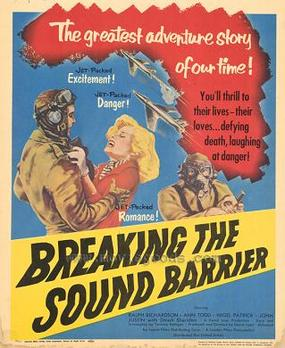 The greatest adventure story
of our time!
JET-Packed
Excitement!
JET-Packed
Danger!
You'll thrill to
their lives-their
loves...defying
death, laughing
at danger!
JET-Packed
Romance!
BREAKING THE
SOUND BARRIER
Starring
RALPH RICHARDSON - ANN TODD - NIGEL PATRICK - JOHN
JUSTIN with Dinah Sheridan